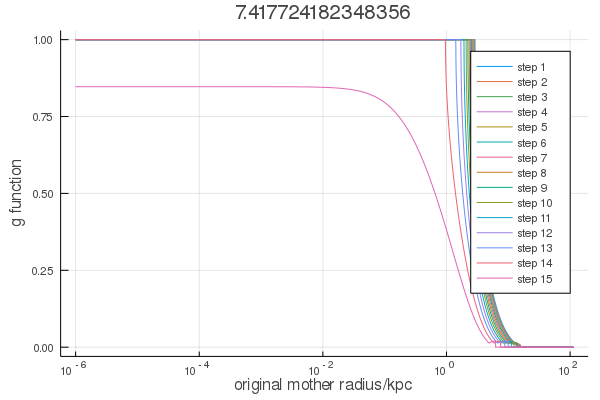 7.417724182348356
1.00
0.75
0.50
0.25
0.00
g function
step 1
step 2
step 3
step 4
step 5
step 6
step 7
step 8
step 9
step 10
step 11
step 12
step 13
step 14
step 15
10^-6 10^-4 10^-2 10^0 10^2
original mother radius/kpc